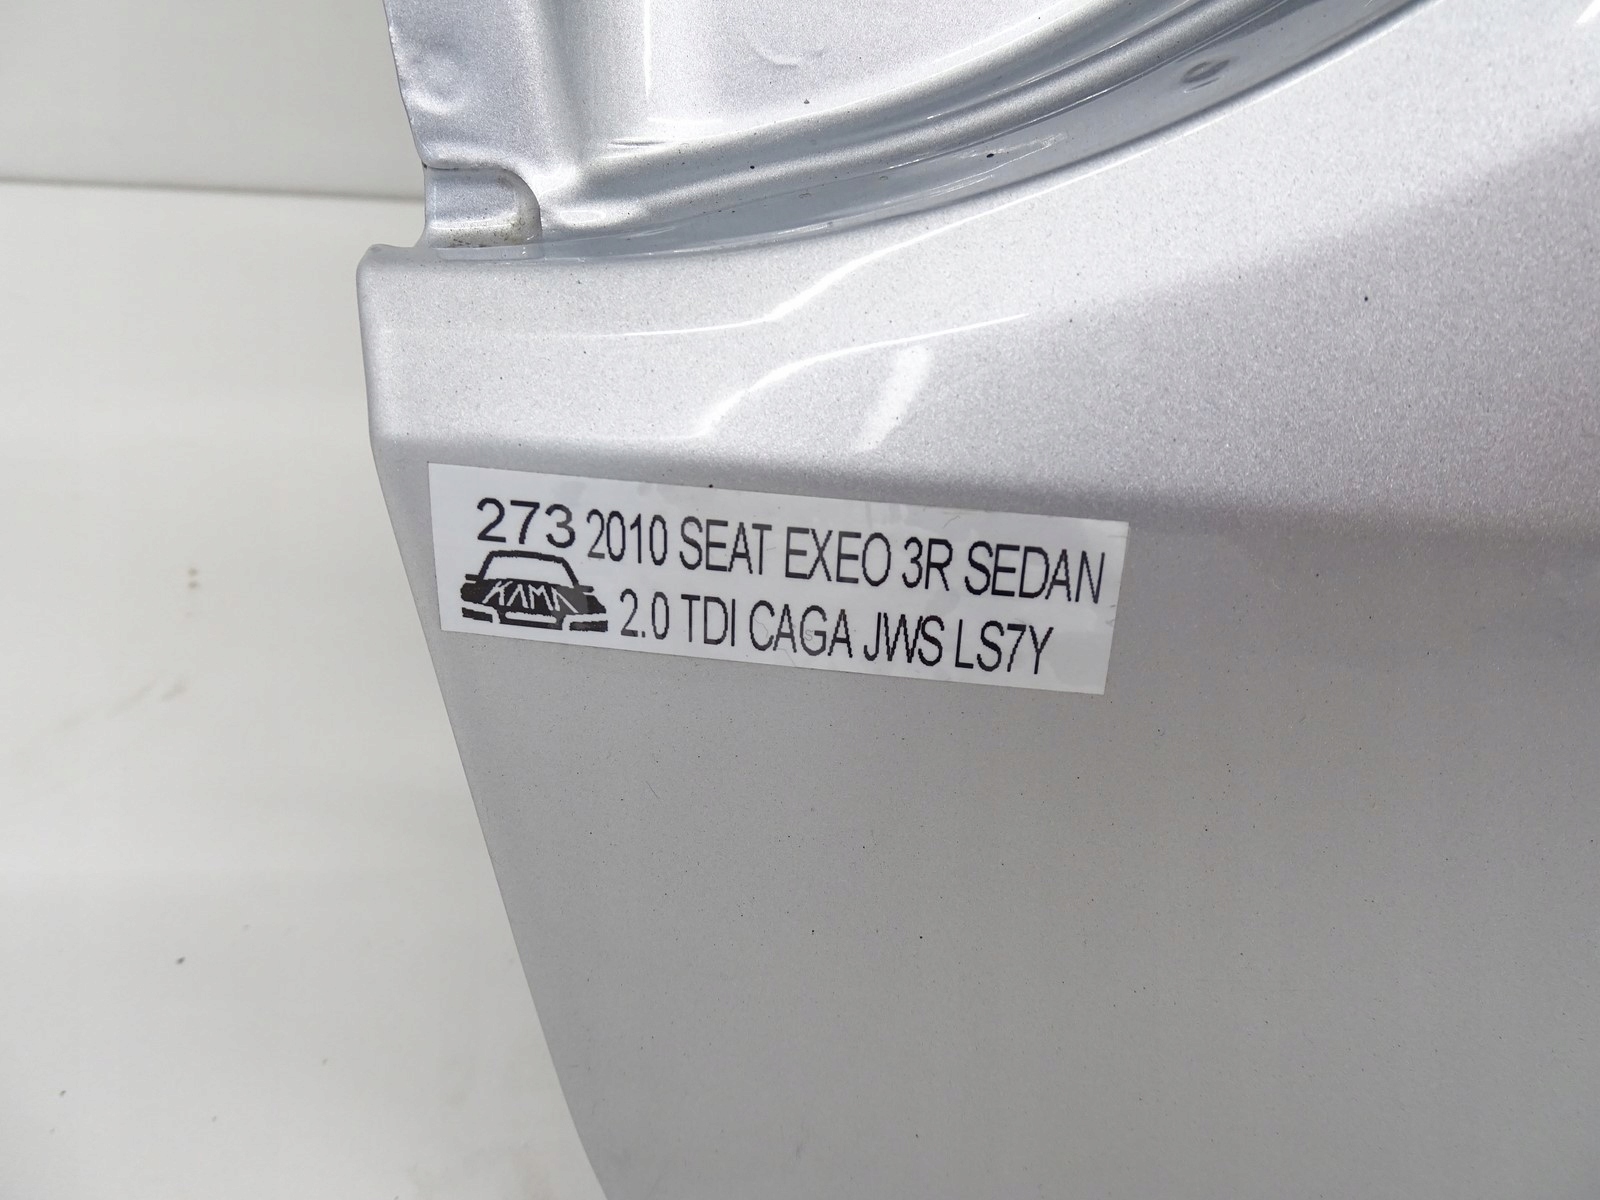 273 2010 SEAT EXEO 3R SEDAN
KAMA 2.0 TDI CAGA JWS LS7Y